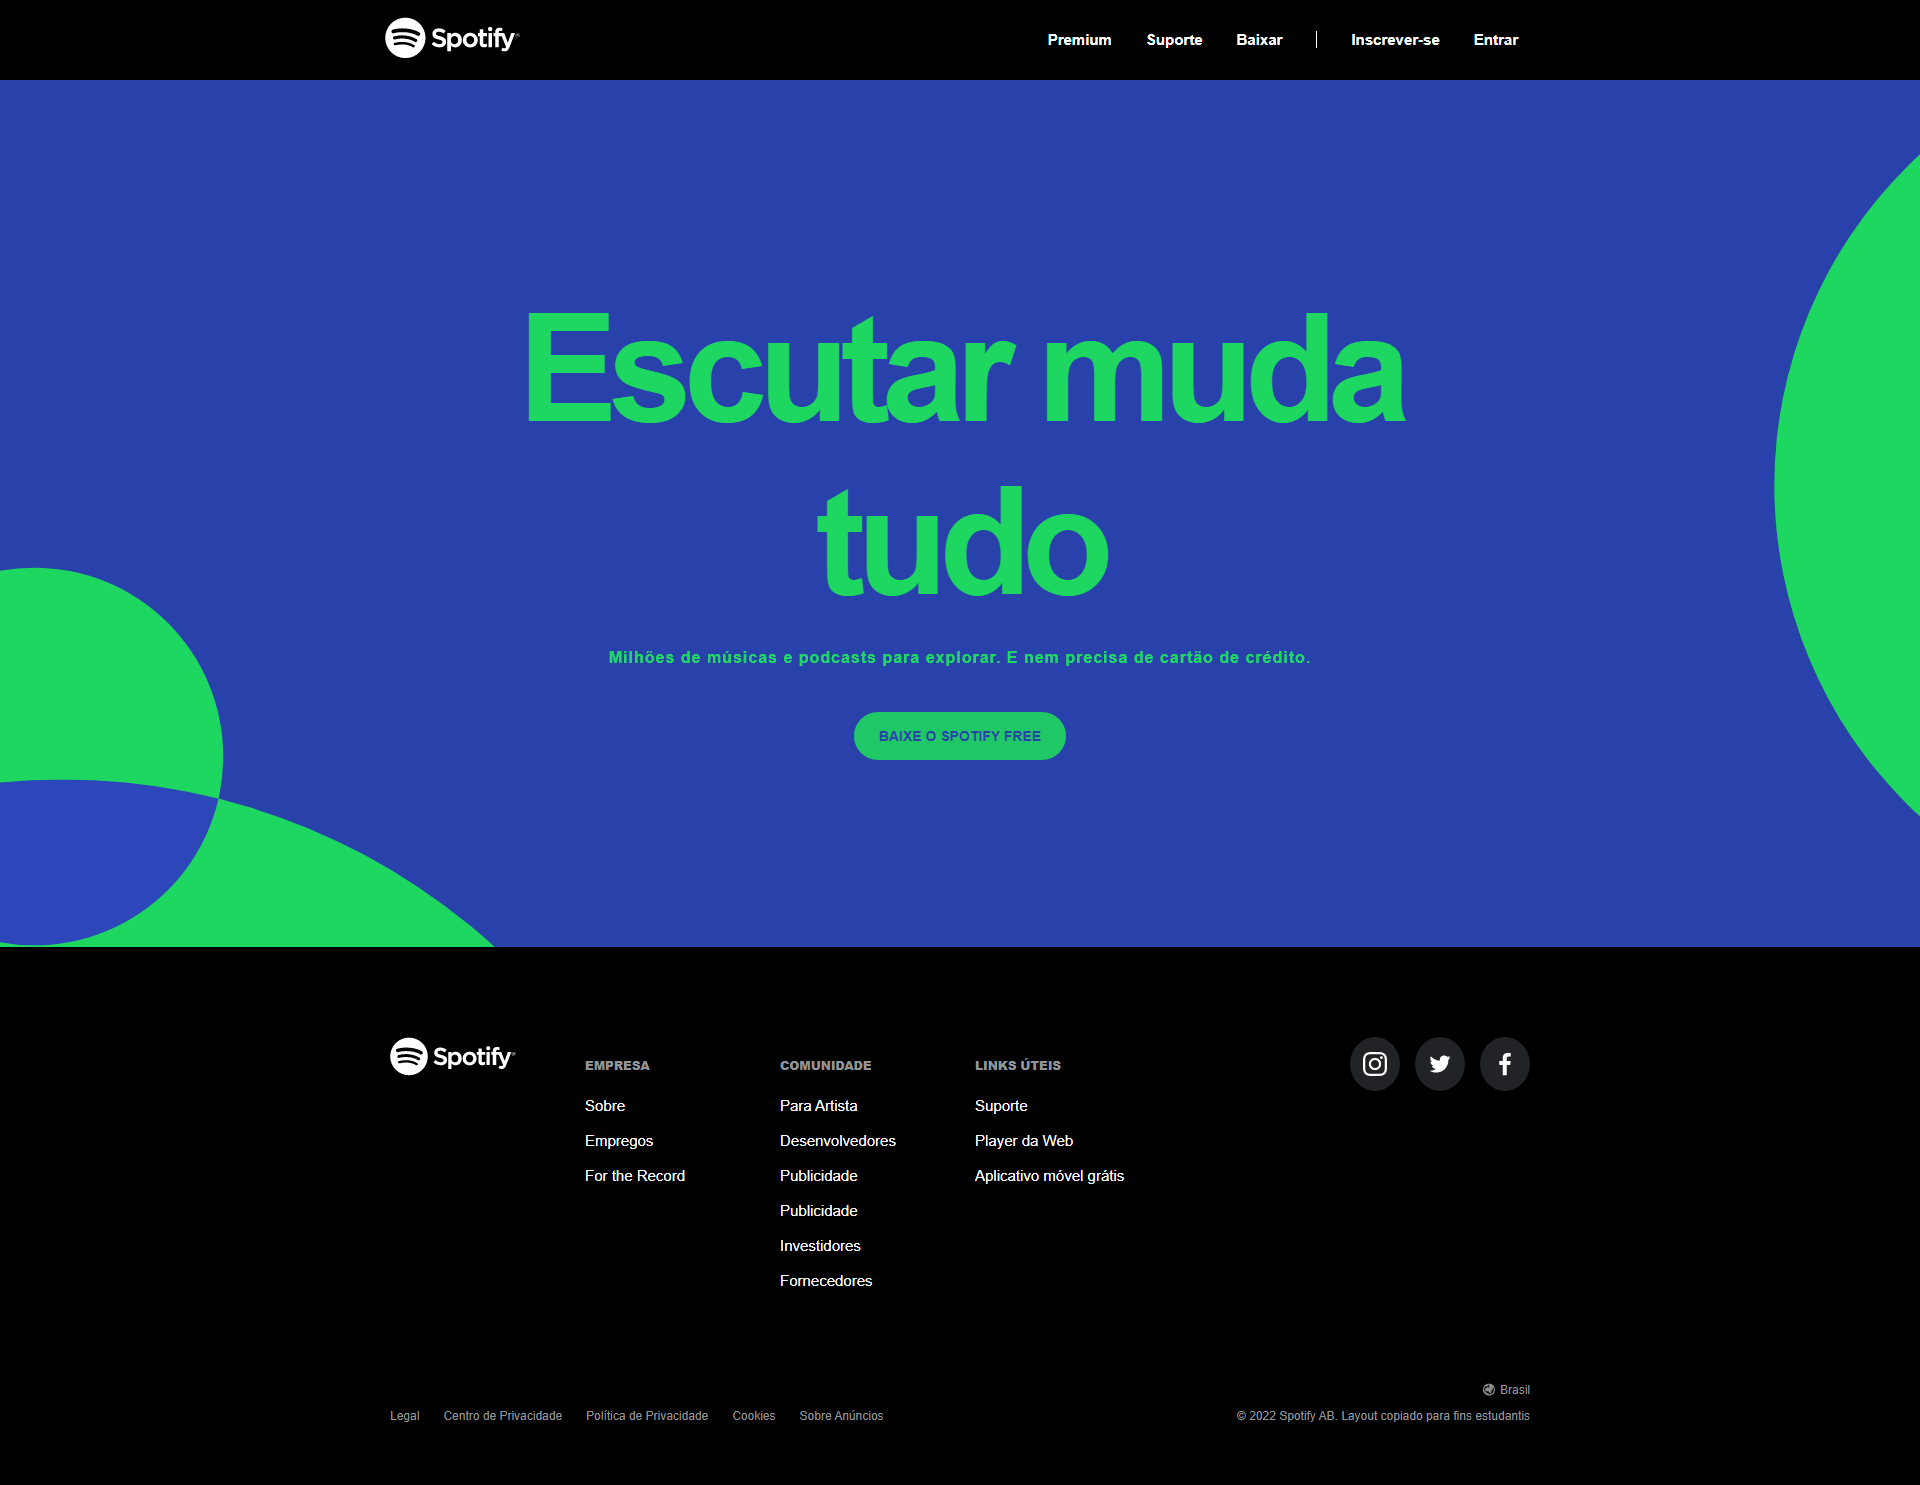 Spotify®
Premium Suporte Baixar | Inscrever-se Entrar
Escutar muda
tudo
Milhões de músicas e podcasts para explorar. E nem precisa de cartão de crédito.
BAIXE O SPOTIFY FREE
Spotify®
EMPRESA
Sobre
Empregos
For the Record
COMUNIDADE
Para Artista
Desenvolvedores
Publicidade
Publicidade
Investidores
Fornecedores
LINKS ÚTEIS
Suporte
Player da Web
Aplicativo móvel grátis
Brasil
Legal Centro de Privacidade Política de Privacidade Cookies Sobre Anúncios
© 2022 Spotify AB. Layout copiado para fins estudantis